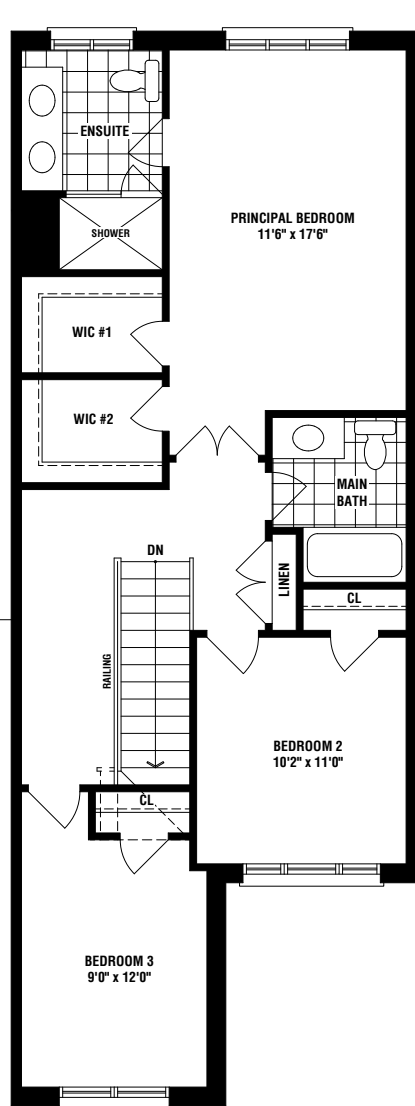 ENSUITE
PRINCIPAL BEDROOM
11'6" x 17'6"
SHOWER
WIC #1
WIC #2
MAIN
BATH
DN
LINEN
CL
RAILING
BEDROOM 2
10'2" x 11'0"
CL
BEDROOM 3
9'0" x 12'0"